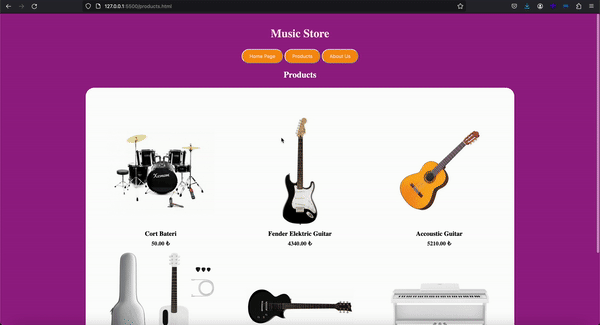 127.0.0.1:5500/products.html
Music Store
Home Page Products About Us
Products
Cort Bateri Fender Elektric Guitar Accoustic Guitar
50.00 ₺ 4340.00 ₺ 5210.00 ₺